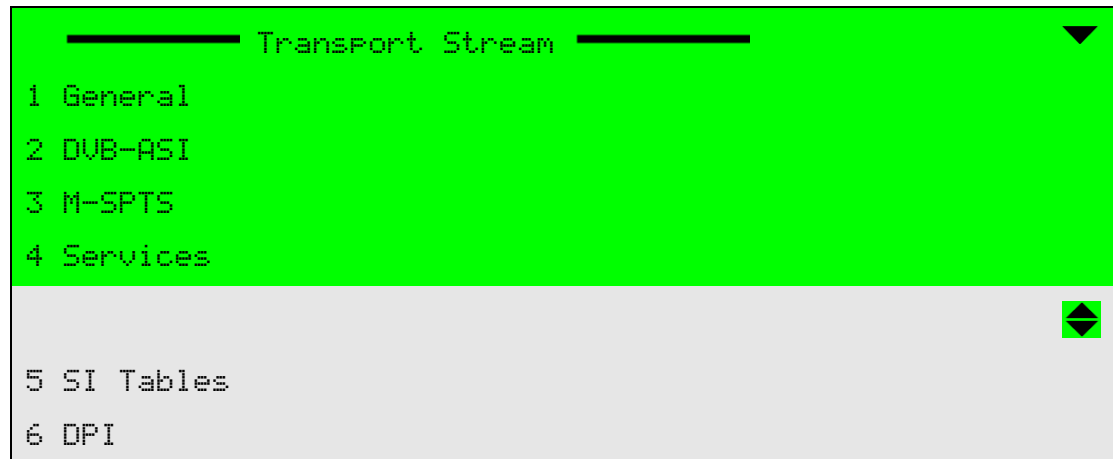 Transport Stream
1 General
2 DVB-ASI
3 M-SPTS
4 Services
5 SI Tables
6 DPI